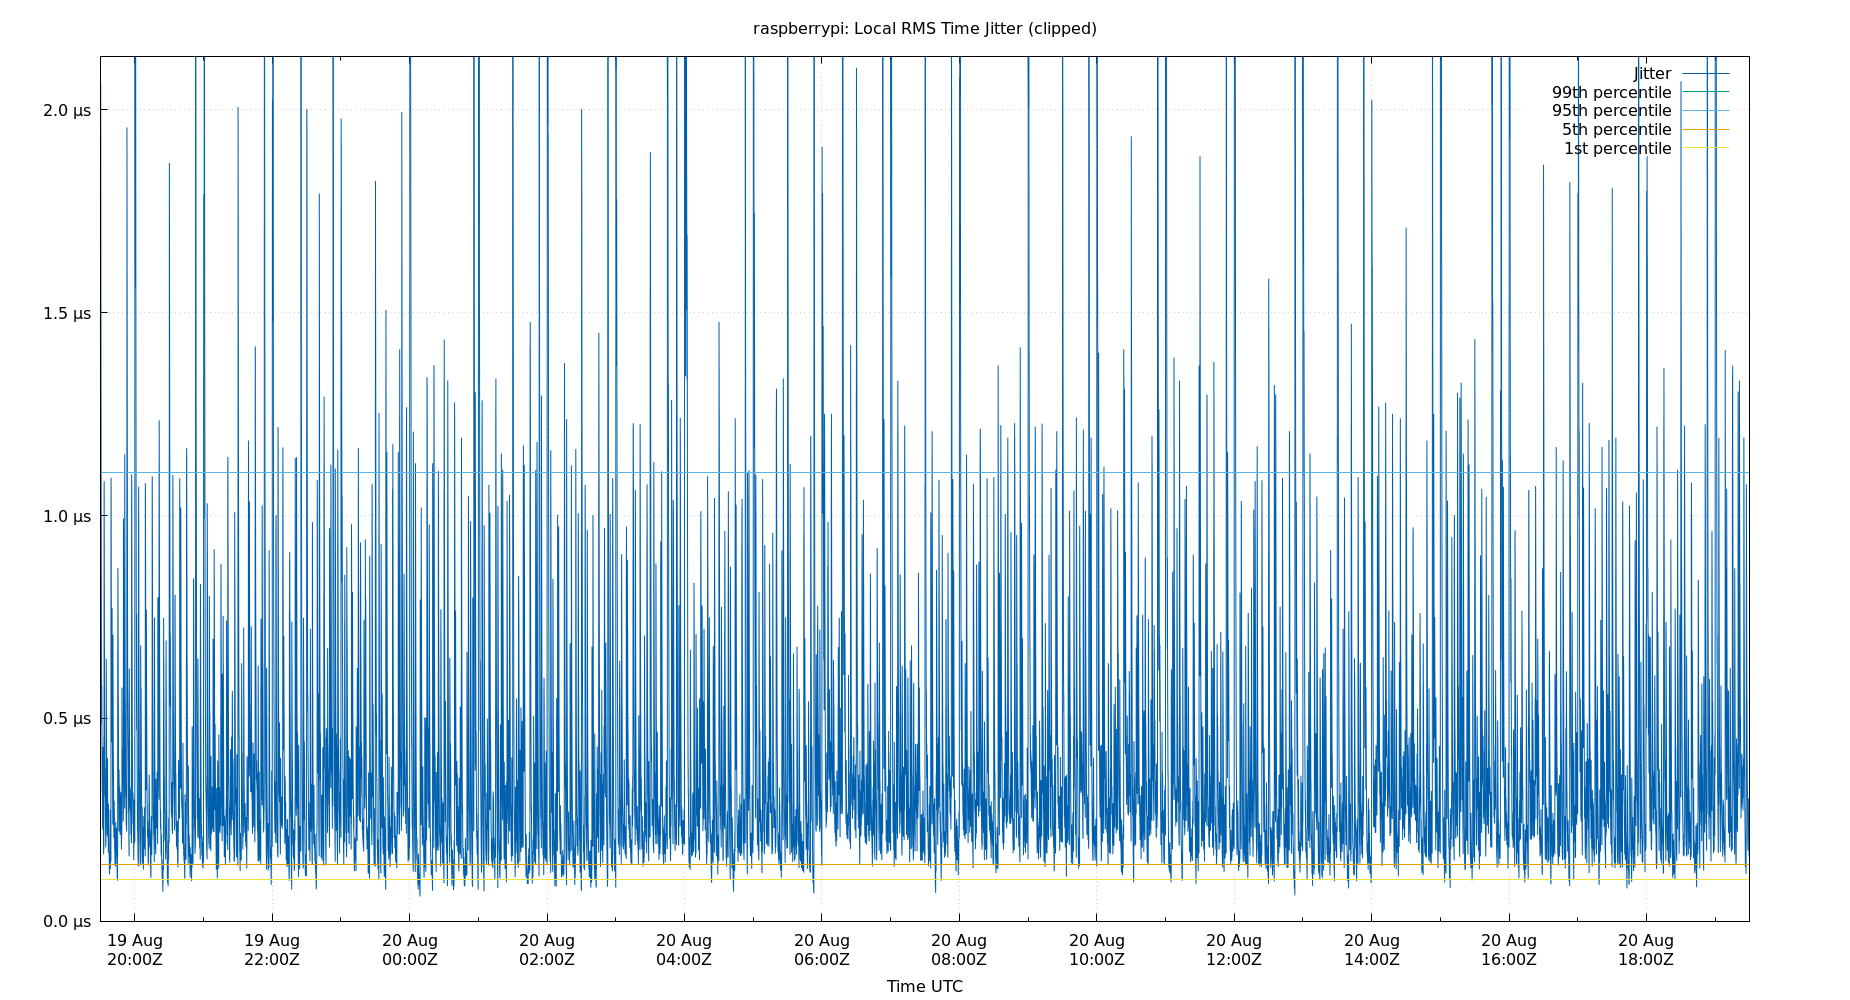 raspberrypi: Local RMS Time Jitter (clipped)
Jitter
99th percentile
95th percentile
5th percentile
1st percentile
2.0 µs
1.5 µs
1.0 µs
0.5 µs
0.0 µs
19 Aug 19 Aug 20 Aug 20 Aug 20 Aug 20 Aug 20 Aug 20 Aug 20 Aug 20 Aug 20 Aug 20 Aug
20:00Z 22:00Z 00:00Z 02:00Z 04:00Z 06:00Z 08:00Z 10:00Z 12:00Z 14:00Z 16:00Z 18:00Z
Time UTC